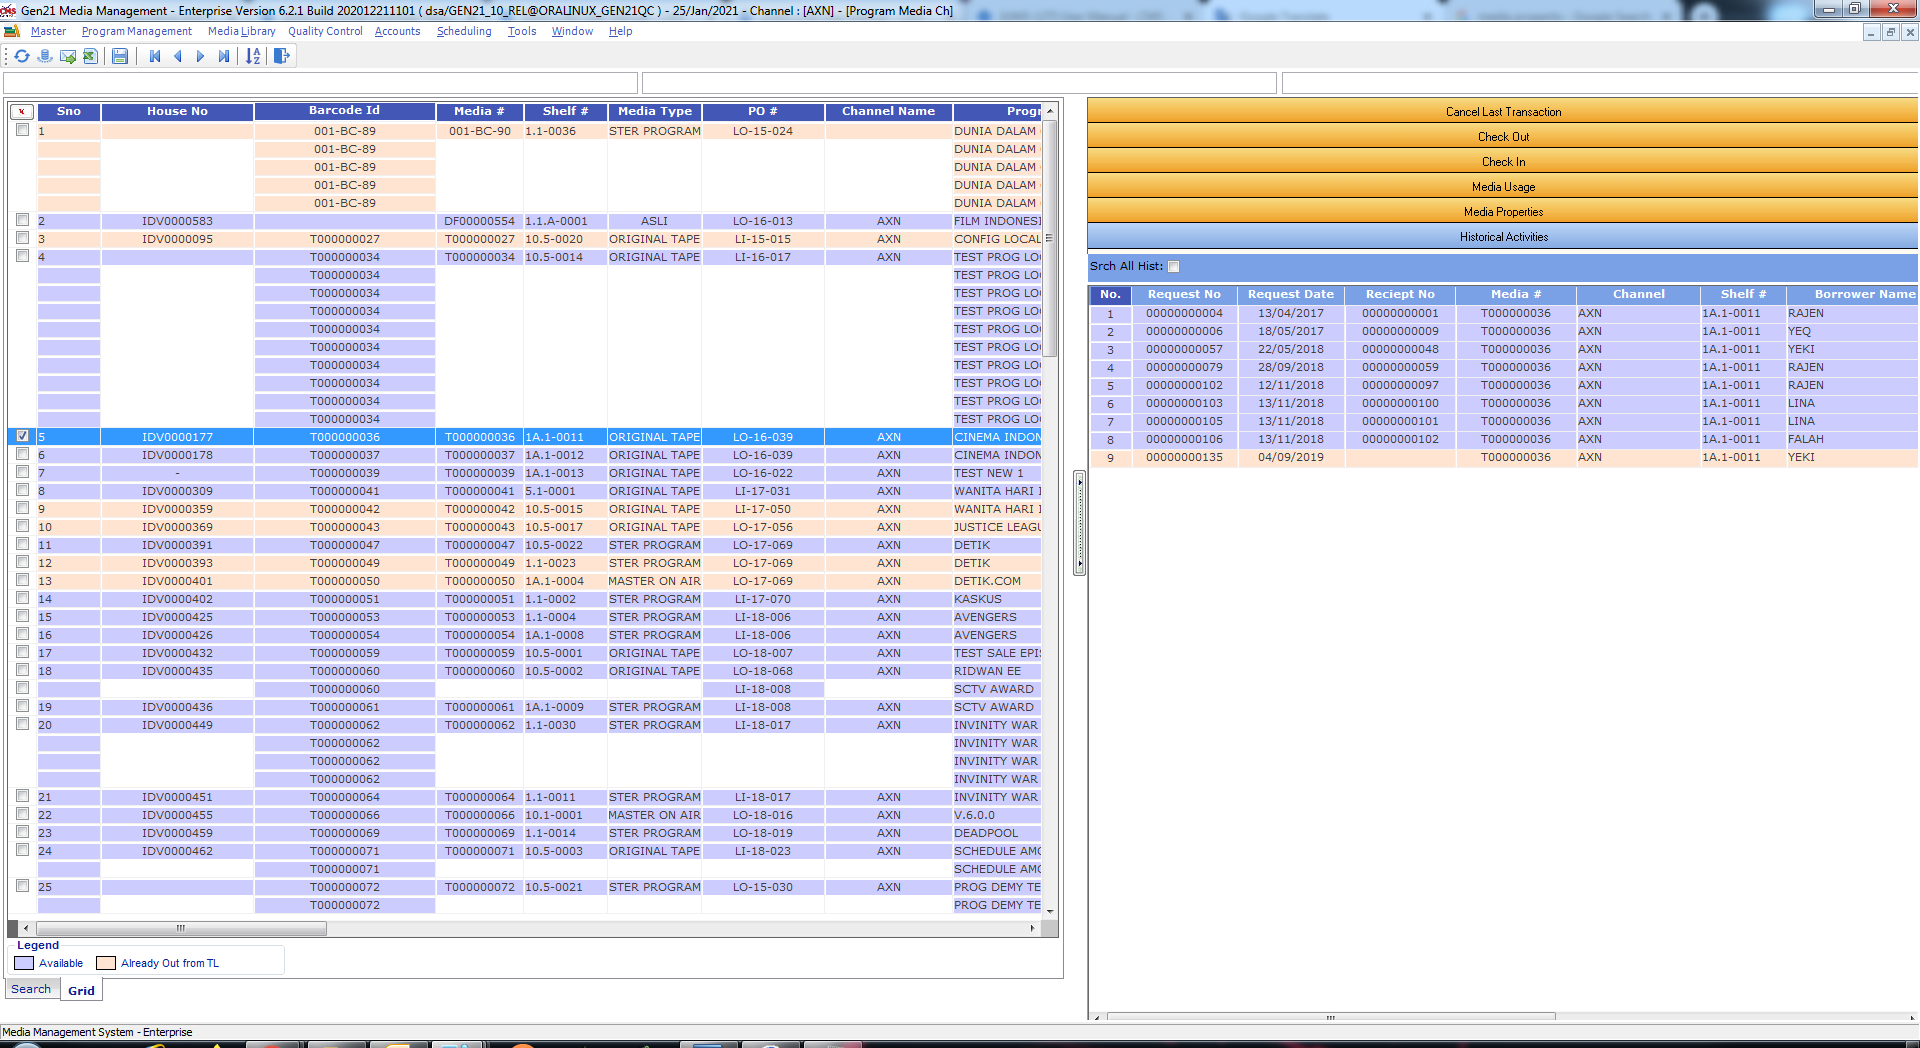 Gen21 Media Management - Enterprise Version 6.2.1 Build 202012211101 ( dsa/GEN21_10_REL@ORALINUX_GEN21QC ) - 25/Jan/2021 - Channel : [AXN] - [Program Media Ch]
Master Program Management Media Library Quality Control Accounts Scheduling Tools Window Help
x Sno House No Barcode Id Media # Shelf # Media Type PO # Channel Name Progr
1 001-BC-89 001-BC-90 1.1-0036 STER PROGRAM LO-15-024 DUNIA DALAM
001-BC-89 DUNIA DALAM
001-BC-89 DUNIA DALAM
001-BC-89 DUNIA DALAM
001-BC-89 DUNIA DALAM
2 IDV0000583 DF00000554 1.1.A-0001 ASLI LO-16-013 AXN FILM INDONESI
3 IDV0000095 T000000027 T000000027 10.5-0020 ORIGINAL TAPE LI-15-015 AXN CONFIG LOCAL
4 T000000034 T000000034 10.5-0014 ORIGINAL TAPE LI-16-017 AXN TEST PROG LO
T000000034 TEST PROG LO
T000000034 TEST PROG LO
T000000034 TEST PROG LO
T000000034 TEST PROG LO
T000000034 TEST PROG LO
T000000034 TEST PROG LO
T000000034 TEST PROG LO
T000000034 TEST PROG LO
T000000034 TEST PROG LO
5 IDV0000177 T000000036 T000000036 1A.1-0011 ORIGINAL TAPE LO-16-039 AXN CINEMA INDON
6 IDV0000178 T000000037 T000000037 1A.1-0012 ORIGINAL TAPE LO-16-039 AXN CINEMA INDON
7 - T000000039 T000000039 1A.1-0013 ORIGINAL TAPE LO-16-022 AXN TEST NEW 1
8 IDV0000309 T000000041 T000000041 5.1-0001 ORIGINAL TAPE LI-17-031 AXN WANITA HARI I
9 IDV0000359 T000000042 T000000042 10.5-0015 ORIGINAL TAPE LI-17-050 AXN WANITA HARI I
10 IDV0000369 T000000043 T000000043 10.5-0017 ORIGINAL TAPE LO-17-056 AXN JUSTICE LEAGU
11 IDV0000391 T000000047 T000000047 10.5-0022 STER PROGRAM LO-17-069 AXN DETIK
12 IDV0000393 T000000049 T000000049 1.1-0023 STER PROGRAM LO-17-069 AXN DETIK
13 IDV0000401 T000000050 T000000050 1A.1-0004 MASTER ON AIR LO-17-069 AXN DETIK.COM
14 IDV0000402 T000000051 T000000051 1.1-0002 STER PROGRAM LI-17-070 AXN KASKUS
15 IDV0000425 T000000053 T000000053 1.1-0004 STER PROGRAM LI-18-006 AXN AVENGERS
16 IDV0000426 T000000054 T000000054 1A.1-0008 STER PROGRAM LI-18-006 AXN AVENGERS
17 IDV0000432 T000000059 T000000059 10.5-0001 ORIGINAL TAPE LO-18-007 AXN TEST SALE EPI
18 IDV0000435 T000000060 T000000060 10.5-0002 ORIGINAL TAPE LO-18-068 AXN RIDWAN EE
T000000060 LI-18-008 SCTV AWARD
19 IDV0000436 T000000061 T000000061 1A.1-0009 STER PROGRAM LI-18-008 AXN SCTV AWARD
20 IDV0000449 T000000062 T000000062 1.1-0030 STER PROGRAM LI-18-017 AXN INVINITY WAR
T000000062 INVINITY WAR
T000000062 INVINITY WAR
T000000062 INVINITY WAR
21 IDV0000451 T000000064 T000000064 1.1-0011 STER PROGRAM LI-18-017 AXN INVINITY WAR
22 IDV0000455 T000000066 T000000066 10.1-0001 MASTER ON AIR LO-18-016 AXN V.6.0.0
23 IDV0000459 T000000069 T000000069 1.1-0014 STER PROGRAM LO-18-019 AXN DEADPOOL
24 IDV0000462 T000000071 T000000071 10.5-0003 ORIGINAL TAPE LI-18-023 AXN SCHEDULE AMO
T000000071 SCHEDULE AMO
25 T000000072 T000000072 10.5-0021 STER PROGRAM LO-15-030 AXN PROG DEMY TE
T000000072 PROG DEMY TE
Legend
Available Already Out from TL
Search Grid
Cancel Last Transaction
Check Out
Check In
Media Usage
Media Properties
Historical Activities
Srch All Hist:
No. Request No Request Date Reciept No Media # Channel Shelf # Borrower Name
1 00000000004 13/04/2017 00000000001 T000000036 AXN 1A.1-0011 RAJEN
2 00000000006 18/05/2017 00000000009 T000000036 AXN 1A.1-0011 YEQ
3 00000000057 22/05/2018 00000000048 T000000036 AXN 1A.1-0011 YEKI
4 00000000079 28/09/2018 00000000059 T000000036 AXN 1A.1-0011 RAJEN
5 00000000102 12/11/2018 00000000097 T000000036 AXN 1A.1-0011 RAJEN
6 00000000103 13/11/2018 00000000100 T000000036 AXN 1A.1-0011 LINA
7 00000000105 13/11/2018 00000000101 T000000036 AXN 1A.1-0011 LINA
8 00000000106 13/11/2018 00000000102 T000000036 AXN 1A.1-0011 FALAH
9 00000000135 04/09/2019 T000000036 AXN 1A.1-0011 YEKI
Media Management System - Enterprise